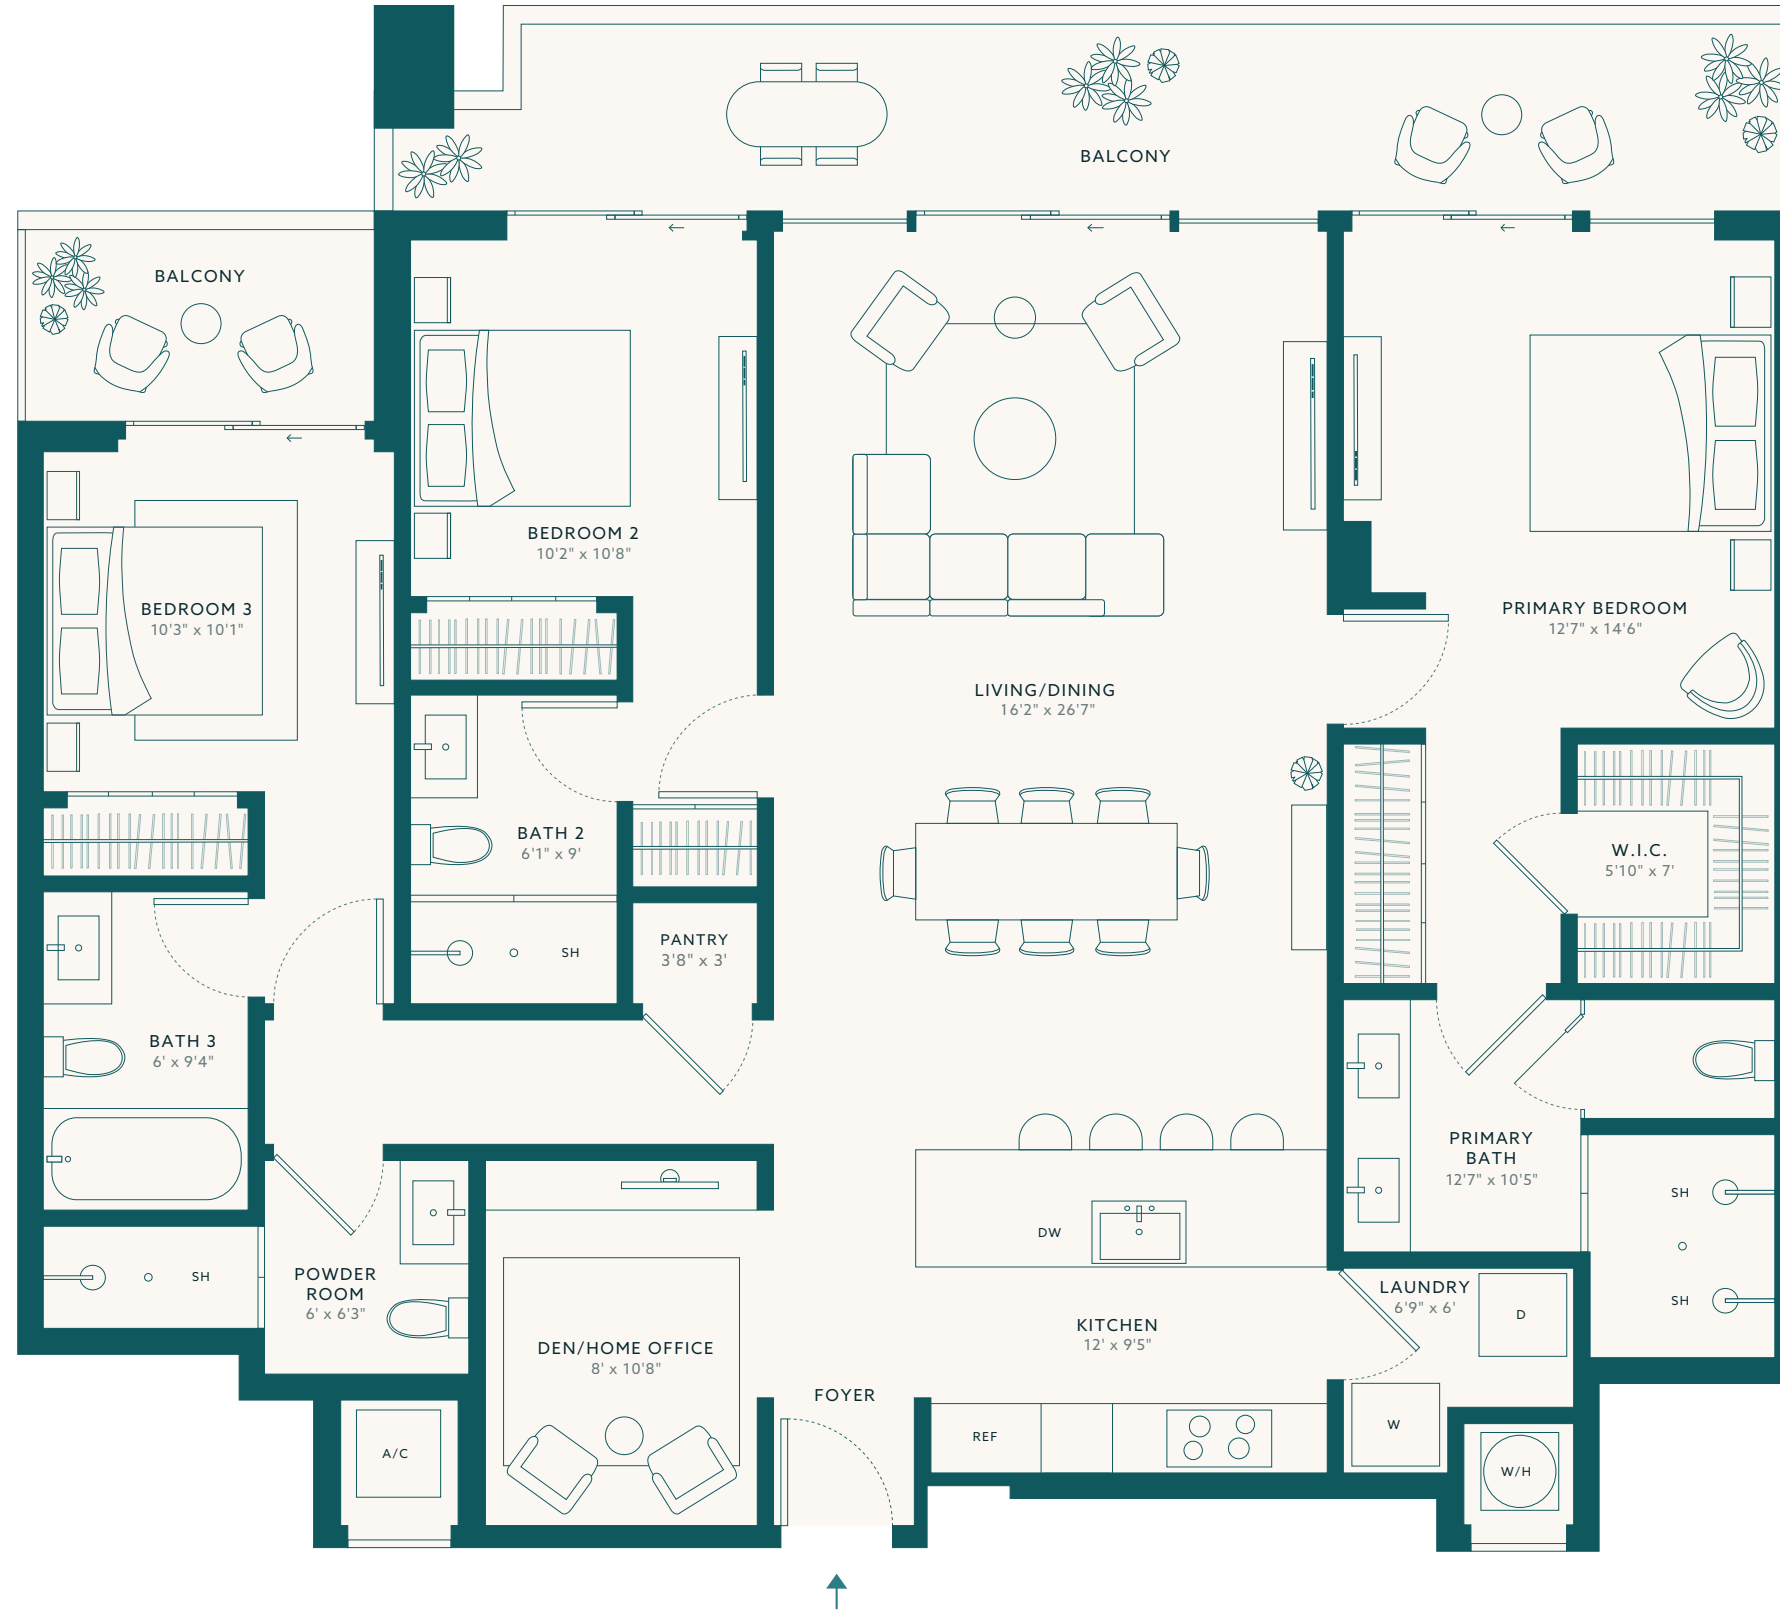 BALCONY
BALCONY
BEDROOM 2
10'2" x 10'8"
BEDROOM 3
10'3" x 10'1"
PRIMARY BEDROOM
12'7" x 14'6"
LIVING/DINING
16'2" x 26'7"
BATH 2
6'1" x 9'
W.I.C.
5'10" x 7'
PANTRY
3'8" x 3'
SH
BATH 3
6' x 9'4"
PRIMARY
BATH
12'7" x 10'5"
SH
DW
SH
POWDER
ROOM
6' x 6'3"
LAUNDRY
6'9" x 6'
SH
D
KITCHEN
12' x 9'5"
DEN/HOME OFFICE
8' x 10'8"
FOYER
REF
W
A/C
W/H